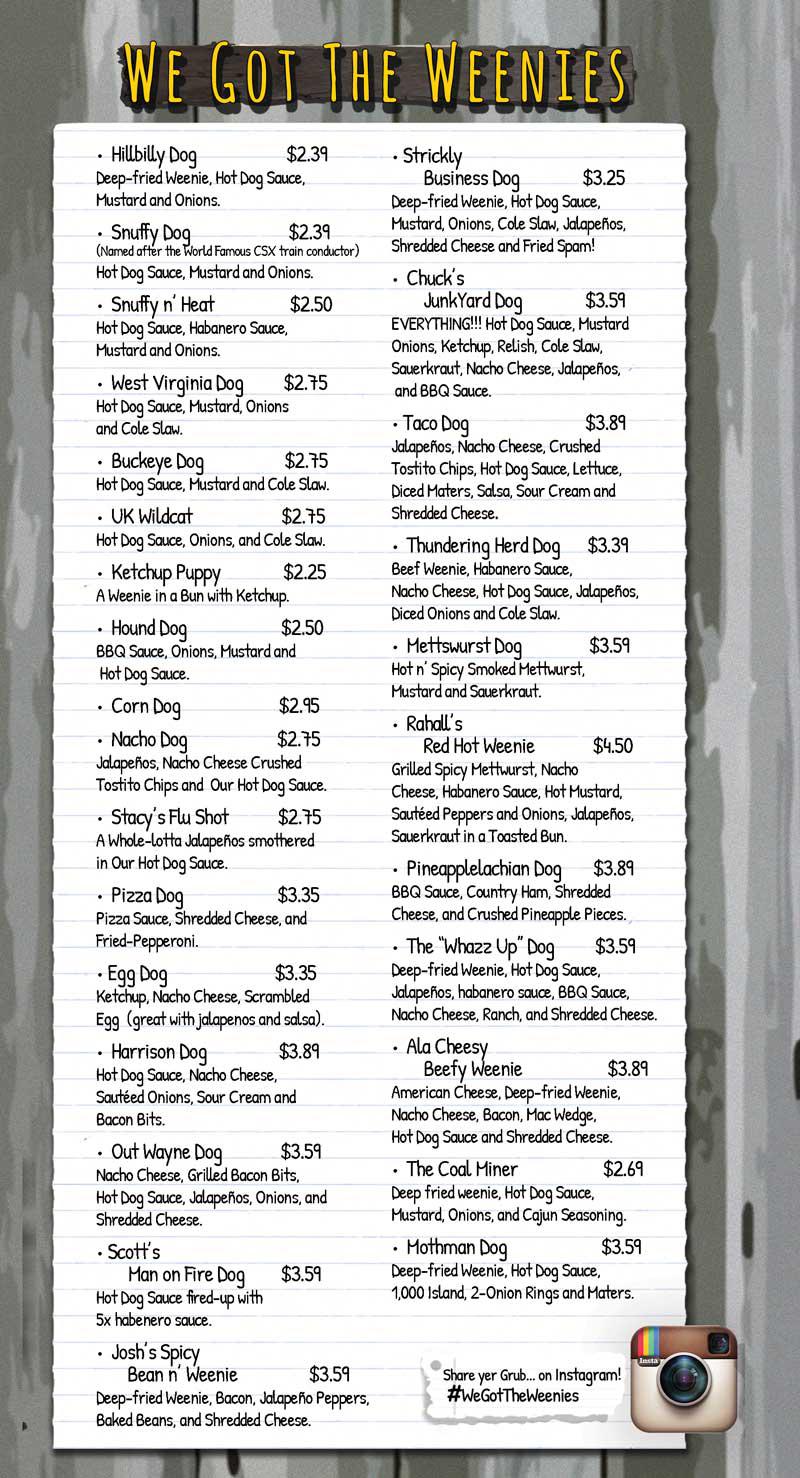 We Got The Weenies
• Hillbilly Dog $2.39
Deep-fried Weenie, Hot Dog Sauce,
Mustard and Onions.
• Snuffy Dog $2.39
(Named after the World Famous CSX train conductor)
Hot Dog Sauce, Mustard and Onions.
• Snuffy n' Heat $2.50
Hot Dog Sauce, Habanero Sauce,
Mustard and Onions.
• West Virginia Dog $2.75
Hot Dog Sauce, Mustard, Onions
and Cole Slaw.
• Buckeye Dog $2.75
Hot Dog Sauce, Mustard and Cole Slaw.
• UK Wildcat $2.75
Hot Dog Sauce, Onions, and Cole Slaw.
• Ketchup Puppy $2.25
A Weenie in a Bun with Ketchup.
• Hound Dog $2.50
BBQ Sauce, Onions, Mustard and
Hot Dog Sauce.
• Corn Dog $2.95
• Nacho Dog $2.75
Jalapeños, Nacho Cheese Crushed
Tostito Chips and Our Hot Dog Sauce.
• Stacy's Flu Shot $2.75
A Whole-lotta Jalapeños smothered
in Our Hot Dog Sauce.
• Pizza Dog $3.35
Pizza Sauce, Shredded Cheese, and
Fried-Pepperoni.
• Egg Dog $3.35
Ketchup, Nacho Cheese, Scrambled
Egg (great with jalapenos and salsa).
• Harrison Dog $3.89
Hot Dog Sauce, Nacho Cheese,
Sautéed Onions, Sour Cream and
Bacon Bits.
• Out Wayne Dog $3.59
Nacho Cheese, Grilled Bacon Bits,
Hot Dog Sauce, Jalapeños, Onions, and
Shredded Cheese.
• Scott's
Man on Fire Dog $3.59
Hot Dog Sauce fired-up with
5x habenero sauce.
• Josh's Spicy
Bean n' Weenie $3.59
Deep-fried Weenie, Bacon, Jalapeño Peppers,
Baked Beans, and Shredded Cheese.
• Strickly
Business Dog $3.25
Deep-fried Weenie, Hot Dog Sauce,
Mustard, Onions, Cole Slaw, Jalapeños,
Shredded Cheese and Fried Spam!
• Chuck's
JunkYard Dog $3.59
EVERYTHING!!! Hot Dog Sauce, Mustard
Onions, Ketchup, Relish, Cole Slaw,
Sauerkraut, Nacho Cheese, Jalapeños,
and BBQ Sauce.
• Taco Dog $3.89
Jalapeños, Nacho Cheese, Crushed
Tostito Chips, Hot Dog Sauce, Lettuce,
Diced Maters, Salsa, Sour Cream and
Shredded Cheese.
• Thundering Herd Dog $3.39
Beef Weenie, Habanero Sauce,
Nacho Cheese, Hot Dog Sauce, Jalapeños,
Diced Onions and Cole Slaw.
• Mettswurst Dog $3.59
Hot n' Spicy Smoked Mettwurst,
Mustard and Sauerkraut.
• Rahall's
Red Hot Weenie $4.50
Grilled Spicy Mettwurst, Nacho
Cheese, Habanero Sauce, Hot Mustard,
Sautéed Peppers and Onions, Jalapeños,
Sauerkraut in a Toasted Bun.
• Pineapplelachian Dog $3.89
BBQ Sauce, Country Ham, Shredded
Cheese, and Crushed Pineapple Pieces.
• The "Whazz Up" Dog $3.59
Deep-fried Weenie, Hot Dog Sauce,
Jalapeños, habanero sauce, BBQ Sauce,
Nacho Cheese, Ranch, and Shredded Cheese.
• Ala Cheesy
Beefy Weenie $3.89
American Cheese, Deep-fried Weenie,
Nacho Cheese, Bacon, Mac Wedge,
Hot Dog Sauce and Shredded Cheese.
• The Coal Miner $2.69
Deep fried weenie, Hot Dog Sauce,
Mustard, Onions, and Cajun Seasoning.
• Mothman Dog $3.59
Deep-fried Weenie, Hot Dog Sauce,
1,000 Island, 2-Onion Rings and Maters.
Share yer Grub... on Instagram!
#WeGotTheWeenies
Insta